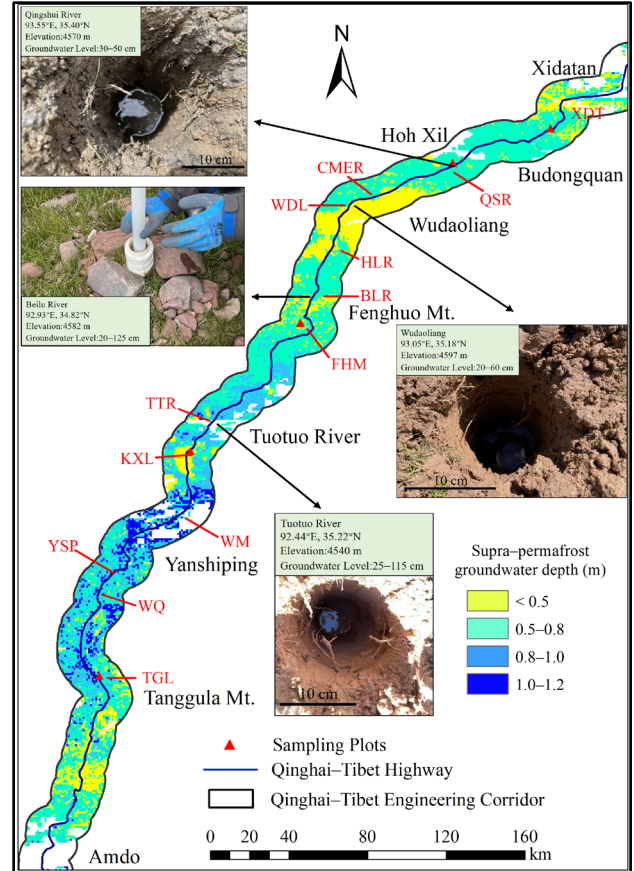 Qingshui River
93.55°E, 35.40°N
Elevation:4570 m
Groundwater Level:30–50 cm
10 cm
N
Xidatan
XDT
Hoh Xil
Budongquan
CMER
QSR
WDL
Wudaoliang
HLR
Beilu River
92.93°E, 34.82°N
Elevation:4582 m
Groundwater Level:20–125 cm
BLR
Fenghuo Mt.
FHM
Wudaoliang
93.05°E, 35.18°N
Elevation:4597 m
Groundwater Level:20–60 cm
10 cm
TTR
Tuotuo River
KXL
WM
Yanshiping
YSP
WQ
Tuotuo River
92.44°E, 35.22°N
Elevation:4540 m
Groundwater Level:25–115 cm
10 cm
TGL
Tanggula Mt.
Amdo
Supra–permafrost
groundwater depth (m)
< 0.5
0.5–0.8
0.8–1.0
1.0–1.2
Sampling Plots
Qinghai–Tibet Highway
Qinghai–Tibet Engineering Corridor
0 20 40 80 120 160
km